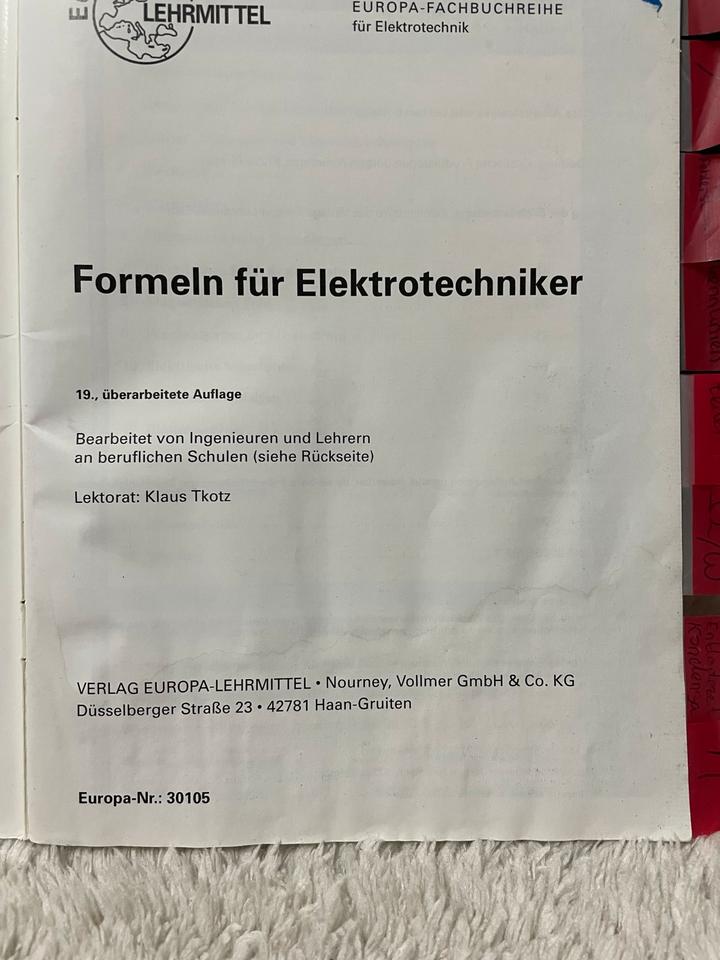 LEHRMITTEL
EUROPA-FACHBUCHREIHE
für Elektrotechnik
Formeln für Elektrotechniker
19., überarbeitete Auflage
Bearbeitet von Ingenieuren und Lehrern
an beruflichen Schulen (siehe Rückseite)
Lektorat: Klaus Tkotz
VERLAG EUROPA-LEHRMITTEL • Nourney, Vollmer GmbH & Co. KG
Düsselberger Straße 23 • 42781 Haan-Gruiten
Europa-Nr.: 30105